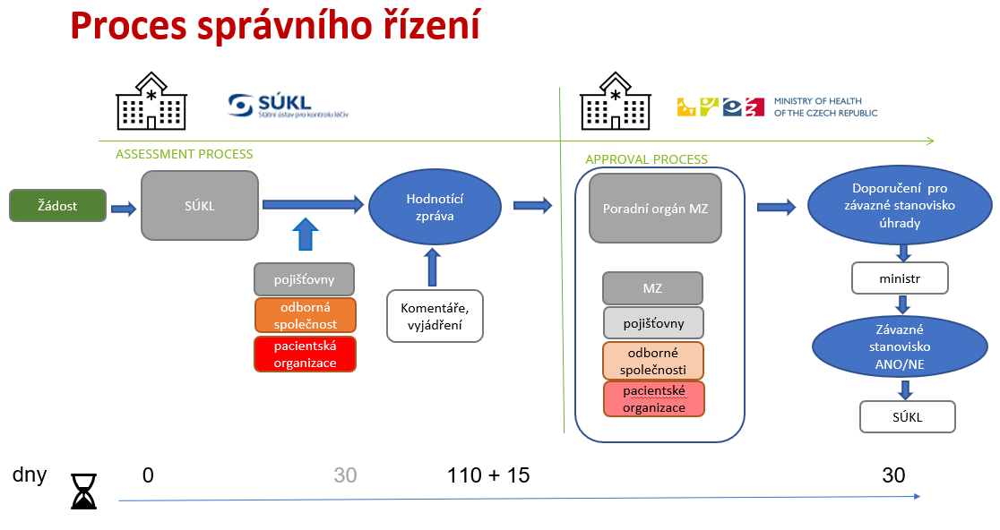 Proces správního řízení
SÚKL
Státní ústav pro kontrolu léčiv
MINISTRY OF HEALTH
OF THE CZECH REPUBLIC
ASSESSMENT PROCESS
APPROVAL PROCESS
Žádost
SÚKL
Hodnotící
zpráva
Poradní orgán MZ
Doporučení pro
závazné stanovisko
úhrady
pojišťovny
odborná
společnost
pacientská
organizace
Komentáře,
vyjádření
MZ
pojišťovny
odborné
společnosti
pacientské
organizace
ministr
Závazné
stanovisko
ANO/NE
SÚKL
dny
0
30
110 + 15
30